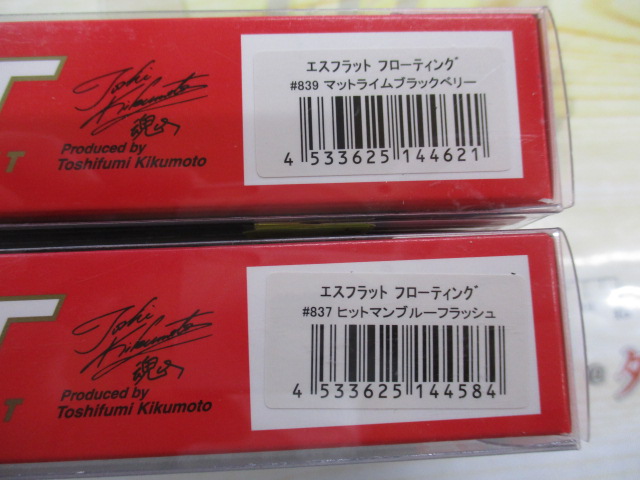 エスフラット フローティング
#839 マットライムブラックベリー
4 533625 144621
Toshi
Kikumoto
魂
Produced by
Toshifumi Kikumoto
T
T
エスフラット フローティング
#837 ヒットマンブルーフラッシュ
4 533625 144584
Toshi
Kikumoto
魂
Produced by
Toshifumi Kikumoto
T
T